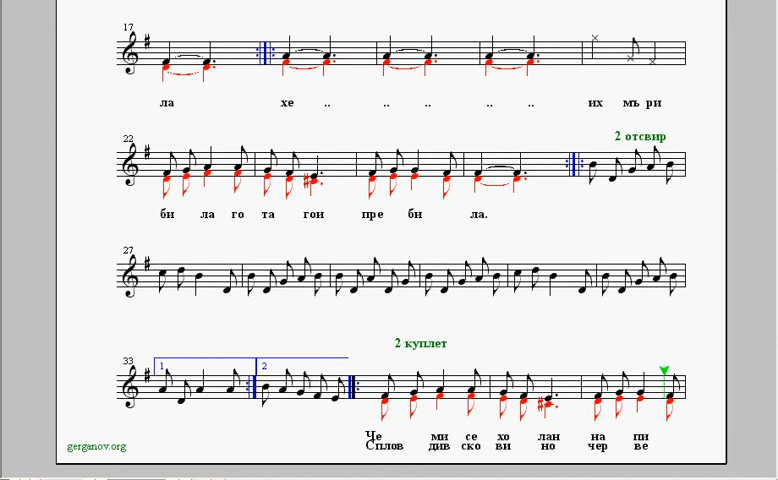 17
ла хе .. .. .. .. .. их мъ ри
22
2 отсвир
би ла го та гои пре би ла.
27
2 куплет
33
1 2
Че ми се хо лан на пи
Сплов див ско ви но чер ве
gerganov.org